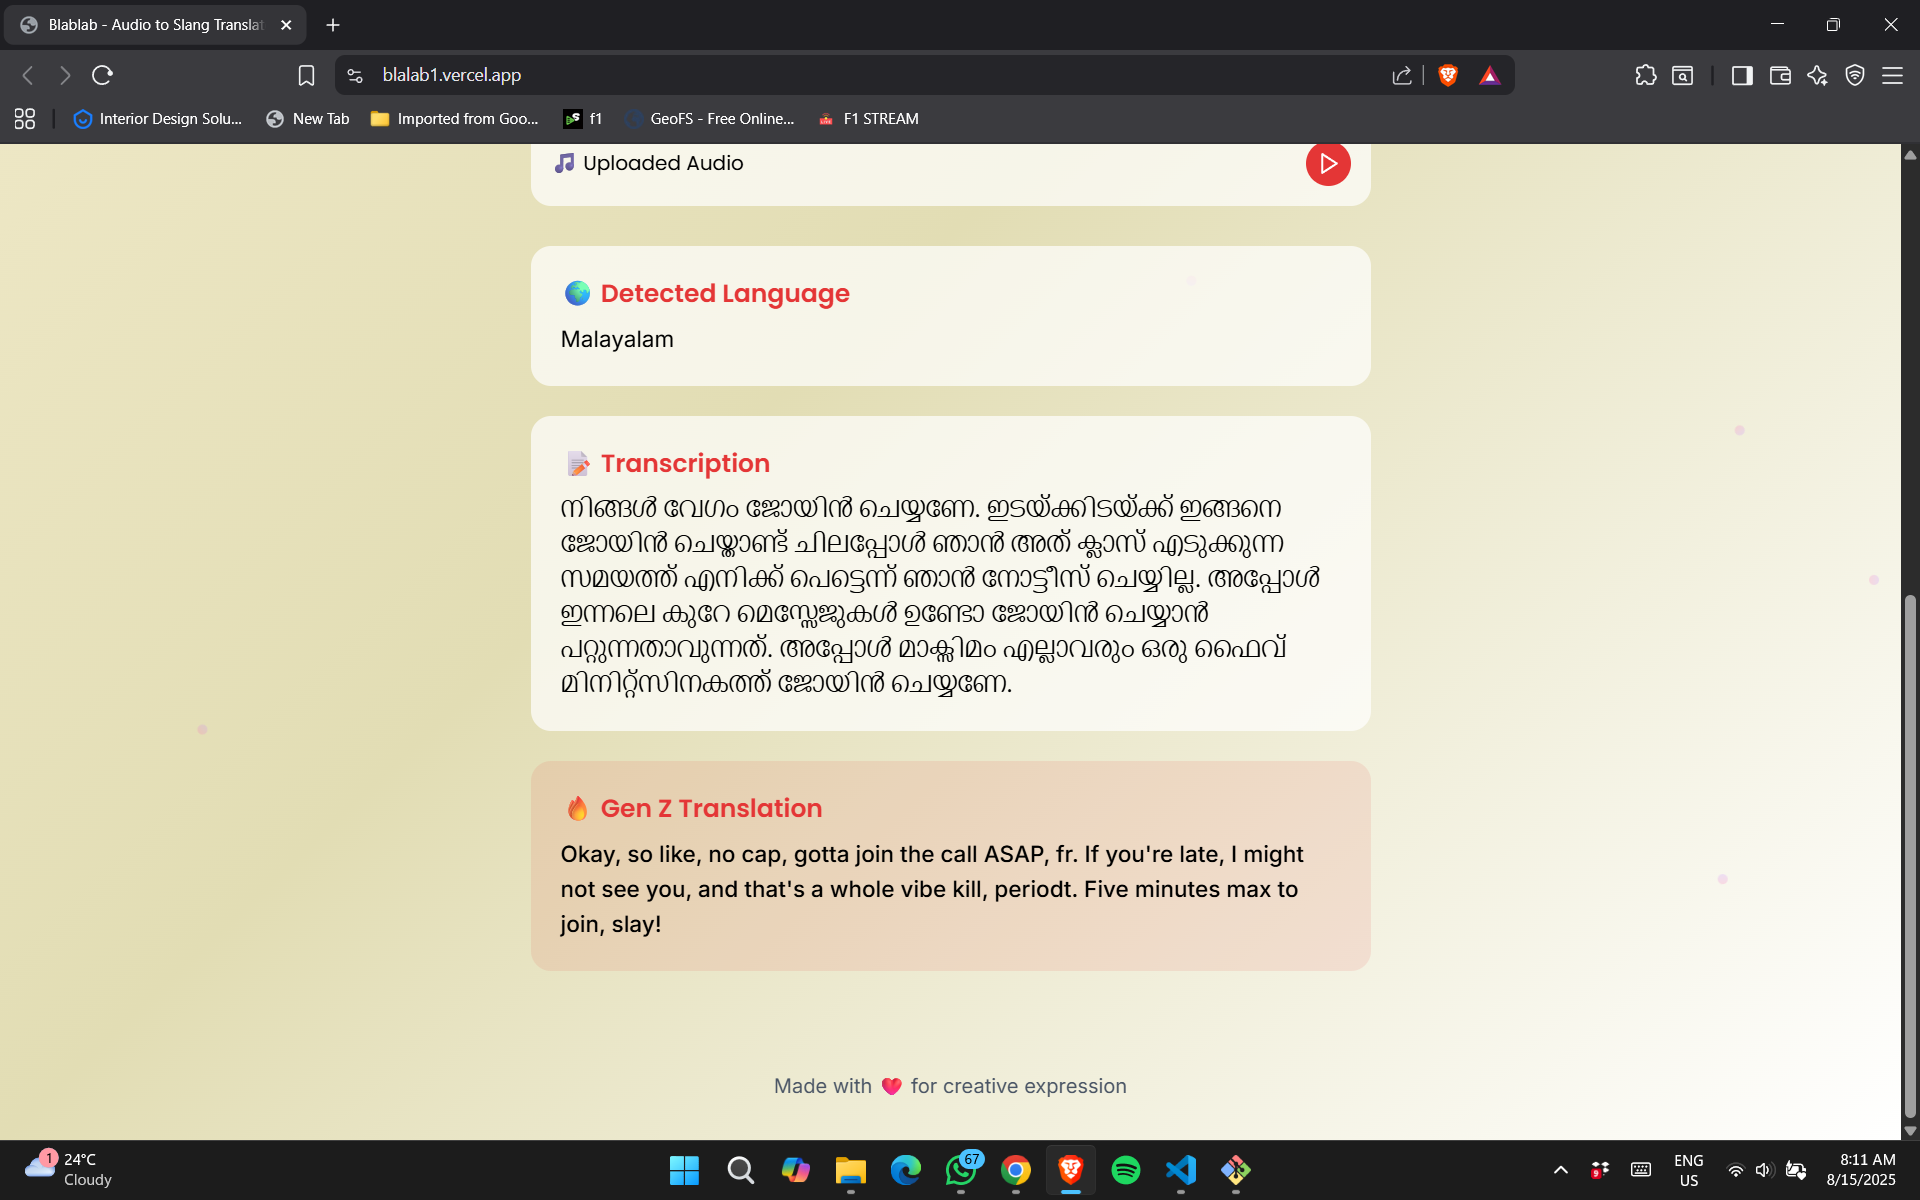 Blablab - Audio to Slang Translat
blalab1.vercel.app
Interior Design Solu...
New Tab
Imported from Goo...
f1
GeoFS - Free Online...
F1 STREAM
Uploaded Audio
Detected Language
Malayalam
Transcription
നിങ്ങൾ വേഗം ജോയിൻ ചെയ്യണേ. ഇടയ്ക്കിടയ്ക്ക് ഇങ്ങനെ
ജോയിൻ ചെയ്താണ്ട് ചിലപ്പോൾ ഞാൻ അത് ക്ലാസ് എടുക്കുന്ന
സമയത്ത് എനിക്ക് പെട്ടെന്ന് ഞാൻ നോട്ടീസ് ചെയ്യില്ല. അപ്പോൾ
ഇന്നലെ കുറേ മെസ്സേജുകൾ ഉണ്ടോ ജോയിൻ ചെയ്യാൻ
പറ്റുന്നതാവുന്നത്. അപ്പോൾ മാക്സിമം എല്ലാവരും ഒരു ഫൈവ്
മിനിറ്റ്സിനകത്ത് ജോയിൻ ചെയ്യണേ.
Gen Z Translation
Okay, so like, no cap, gotta join the call ASAP, fr. If you're late, I might
not see you, and that's a whole vibe kill, periodt. Five minutes max to
join, slay!
Made with ❤️ for creative expression
1
24°C
Cloudy
67
9
ENG
US
8:11 AM
8/15/2025